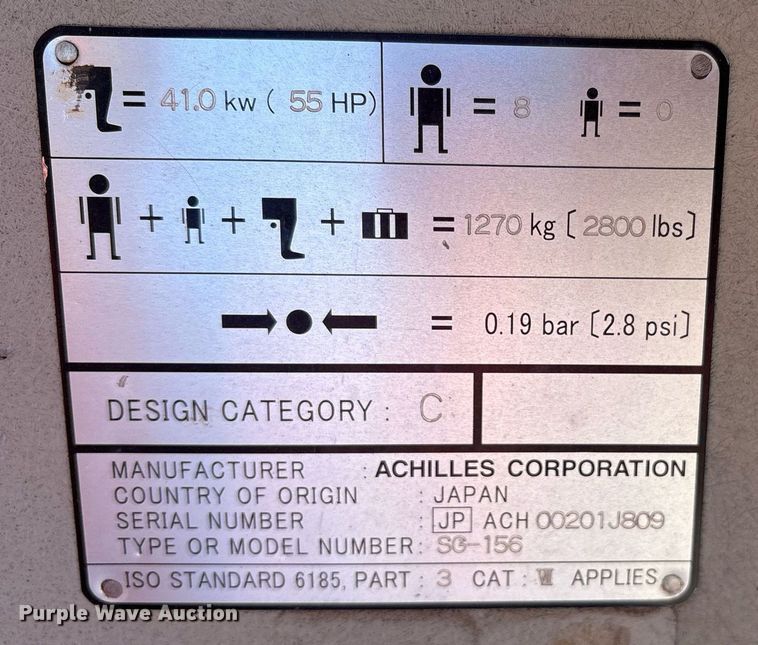 = 41.0 kw ( 55 HP)
= 8 = 0
+ + + = 1270 kg [ 2800 lbs]
= 0.19 bar [2.8 psi]
DESIGN CATEGORY : C
MANUFACTURER : ACHILLES CORPORATION
COUNTRY OF ORIGIN : JAPAN
SERIAL NUMBER : JP ACH 00201J809
TYPE OR MODEL NUMBER: SG-156
ISO STANDARD 6185, PART : 3 CAT : APPLIES
Purple Wave Auction